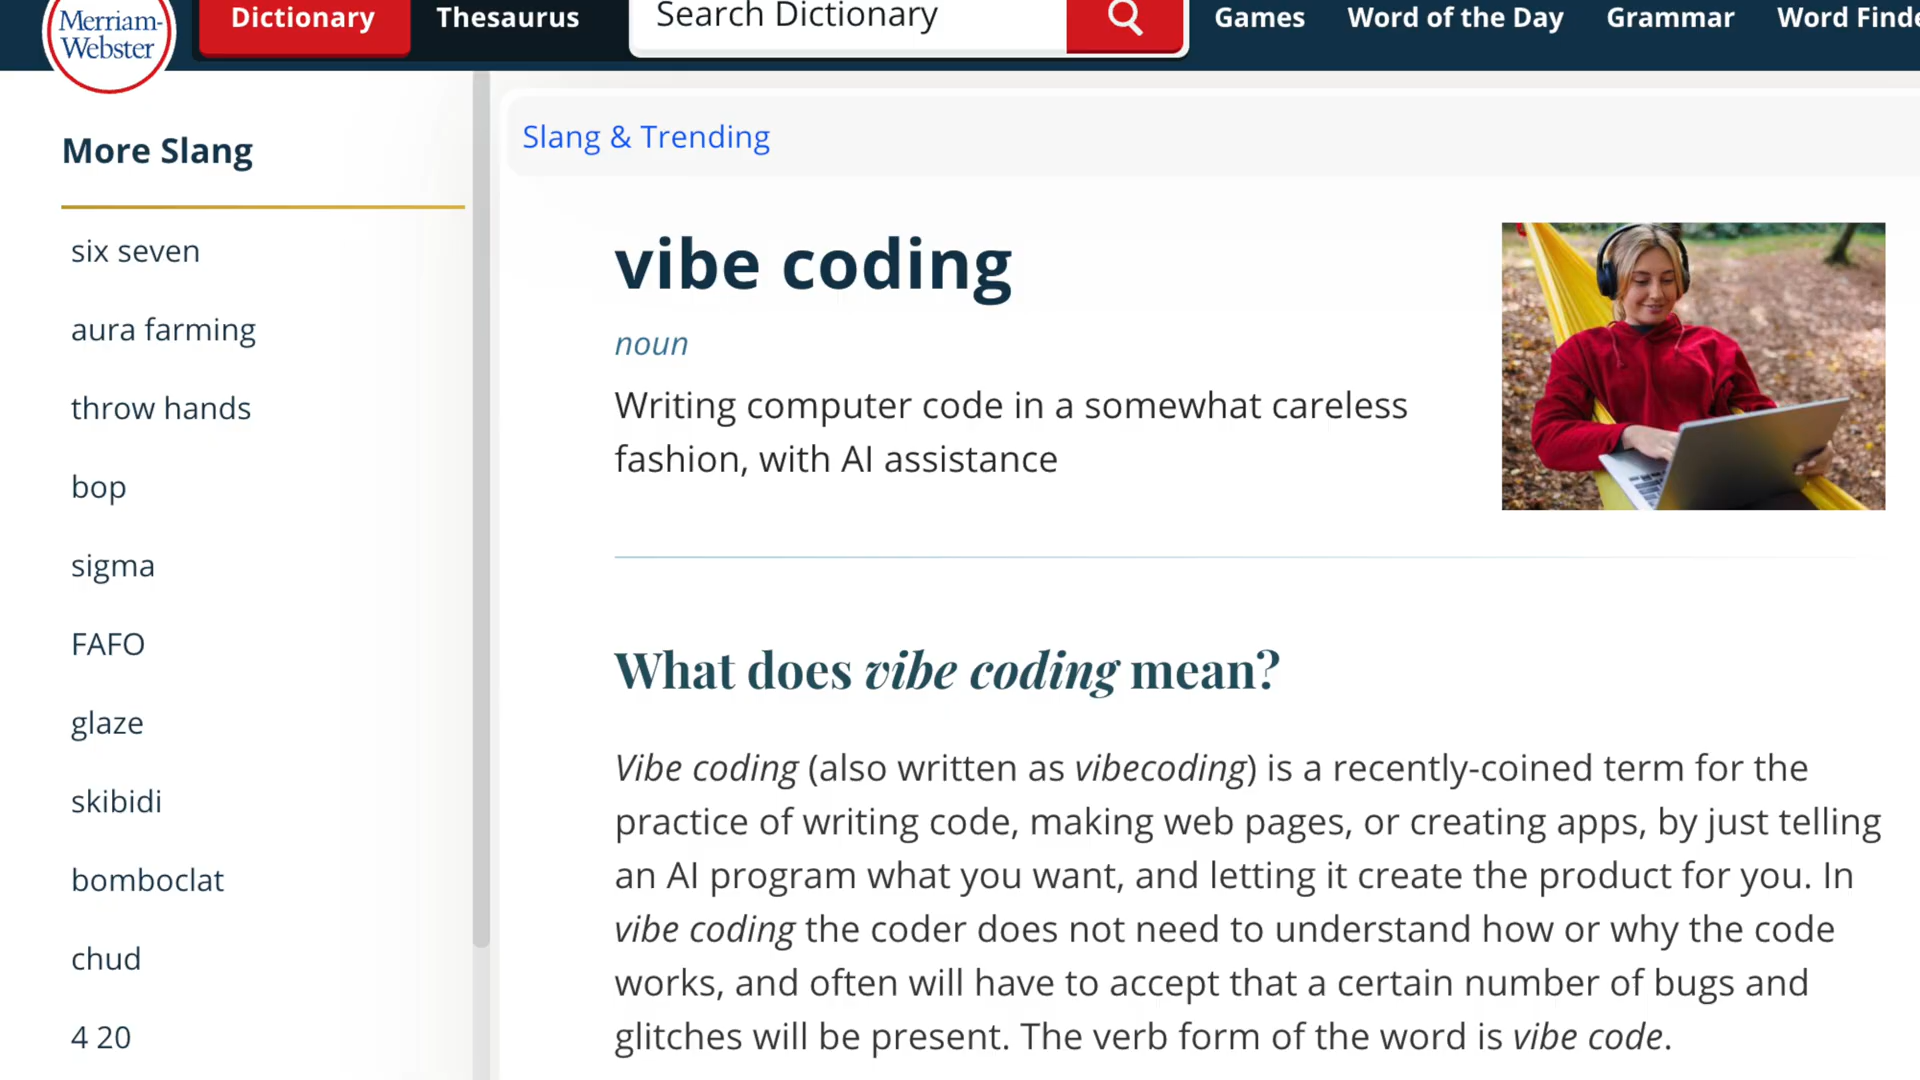 Merriam-
Webster
Dictionary
Thesaurus
Search Dictionary
Games
Word of the Day
Grammar
Word Finde
More Slang
six seven
aura farming
throw hands
bop
sigma
FAFO
glaze
skibidi
bomboclat
chud
4 20
Slang & Trending
vibe coding
noun
Writing computer code in a somewhat careless
fashion, with AI assistance
What does vibe coding mean?
Vibe coding (also written as vibecoding) is a recently-coined term for the
practice of writing code, making web pages, or creating apps, by just telling
an AI program what you want, and letting it create the product for you. In
vibe coding the coder does not need to understand how or why the code
works, and often will have to accept that a certain number of bugs and
glitches will be present. The verb form of the word is vibe code.